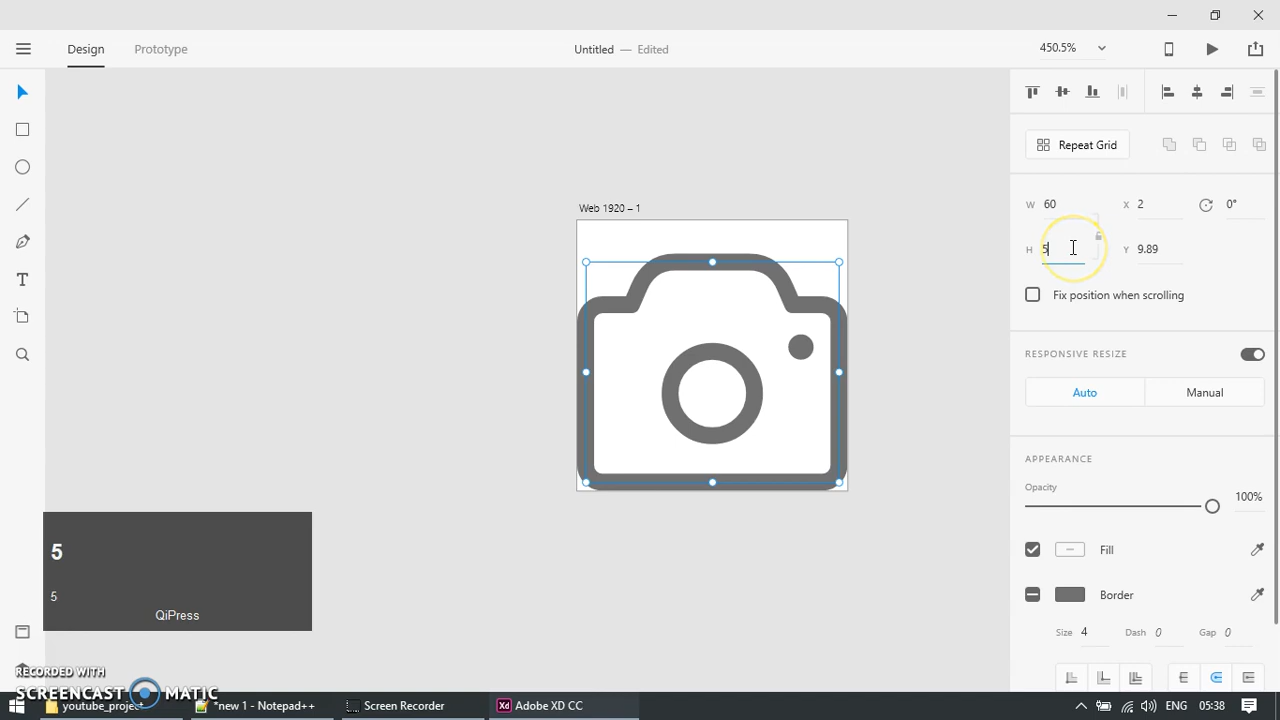 Design
Prototype
Untitled — Edited
450.5%
Repeat Grid
Web 1920 – 1
W 60
X 2
0°
H 5
Y 9.89
Fix position when scrolling
RESPONSIVE RESIZE
Auto
Manual
APPEARANCE
Opacity
100%
Fill
Border
Size 4
Dash 0
Gap 0
5
5
QiPress
RECORDED WITH
SCREENCAST MATIC
youtube_project
*new 1 - Notepad++
Screen Recorder
Xd
Adobe XD CC
ENG
05:38